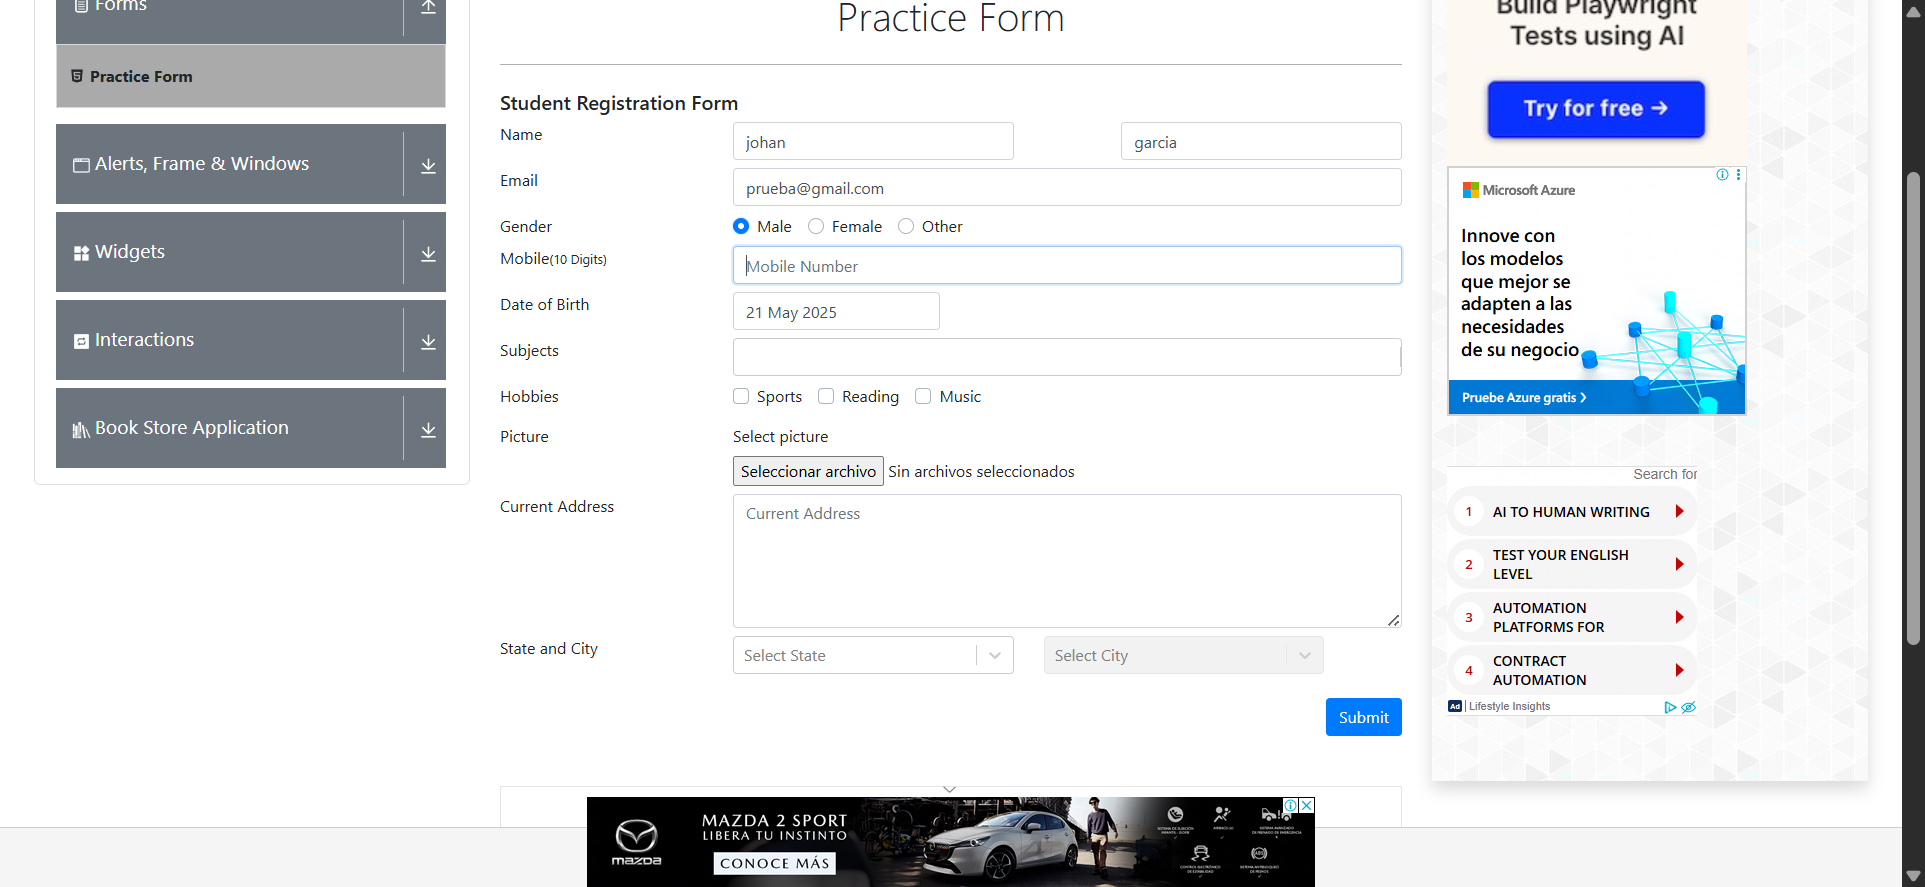 Forms
Practice Form
Alerts, Frame & Windows
Widgets
Interactions
Book Store Application
Practice Form
Student Registration Form
Name
johan
garcia
Email
prueba@gmail.com
Gender
Male
Female
Other
Mobile(10 Digits)
Mobile Number
Date of Birth
21 May 2025
Subjects
Hobbies
Sports
Reading
Music
Picture
Select picture
Seleccionar archivo Sin archivos seleccionados
Current Address
Current Address
State and City
Select State
Select City
Submit
Build Playwright
Tests using AI
Try for free →
Microsoft Azure
Innove con
los modelos
que mejor se
adapten a las
necesidades
de su negocio
Pruebe Azure gratis >
Search for
1 AI TO HUMAN WRITING
2 TEST YOUR ENGLISH
LEVEL
3 AUTOMATION
PLATFORMS FOR
4 CONTRACT
AUTOMATION
Ad | Lifestyle Insights
mazda
MAZDA 2 SPORT
LIBERA TU INSTINTO
CONOCE MÁS